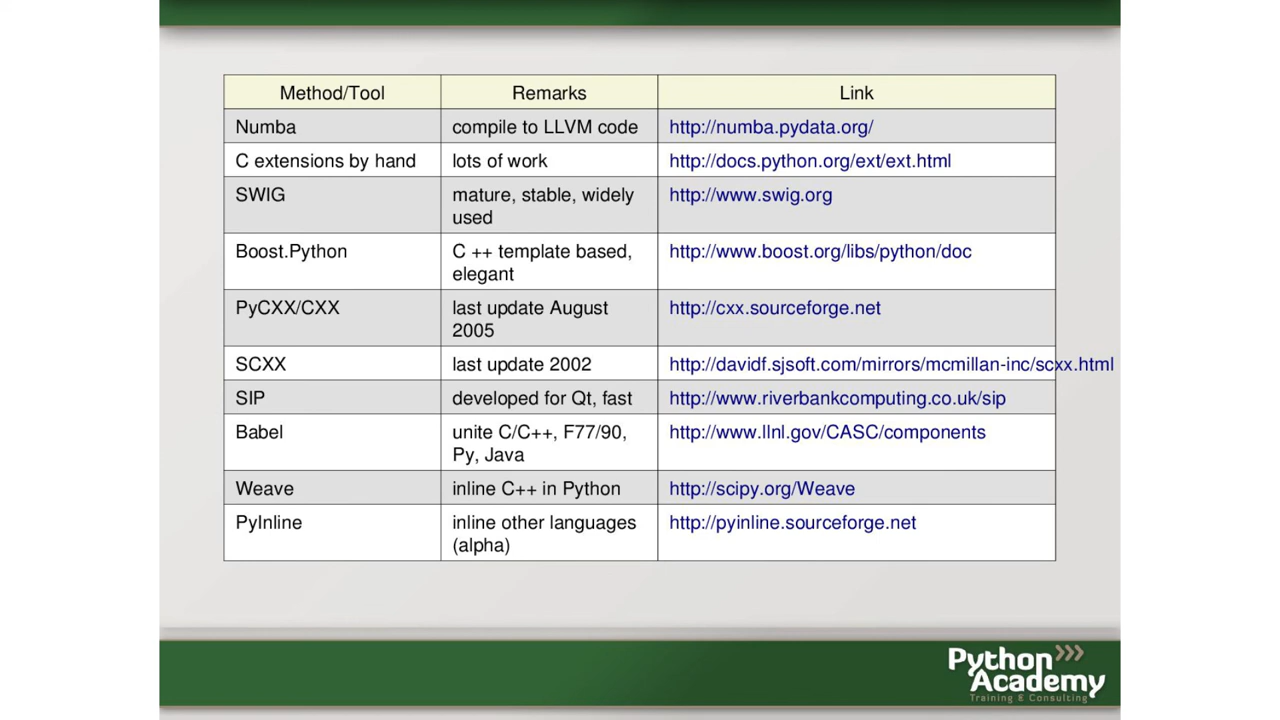 Method/Tool Remarks Link
Numba compile to LLVM code http://numba.pydata.org/
C extensions by hand lots of work http://docs.python.org/ext/ext.html
SWIG mature, stable, widely http://www.swig.org
used
Boost.Python C ++ template based, http://www.boost.org/libs/python/doc
elegant
PyCXX/CXX last update August http://cxx.sourceforge.net
2005
SCXX last update 2002 http://davidf.sjsoft.com/mirrors/mcmillan-inc/scxx.html
SIP developed for Qt, fast http://www.riverbankcomputing.co.uk/sip
Babel unite C/C++, F77/90, http://www.llnl.gov/CASC/components
Py, Java
Weave inline C++ in Python http://scipy.org/Weave
PyInline inline other languages http://pyinline.sourceforge.net
(alpha)
Python
Academy
Training & Consulting